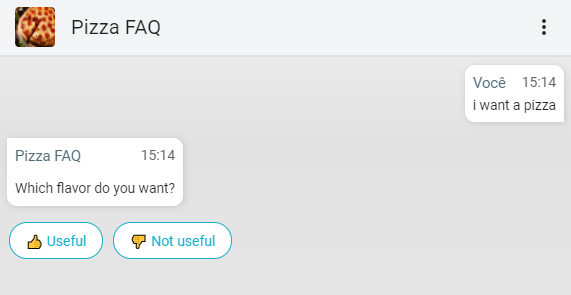 Pizza FAQ
Você 15:14
i want a pizza
Pizza FAQ 15:14
Which flavor do you want?
👍 Useful 👎 Not useful